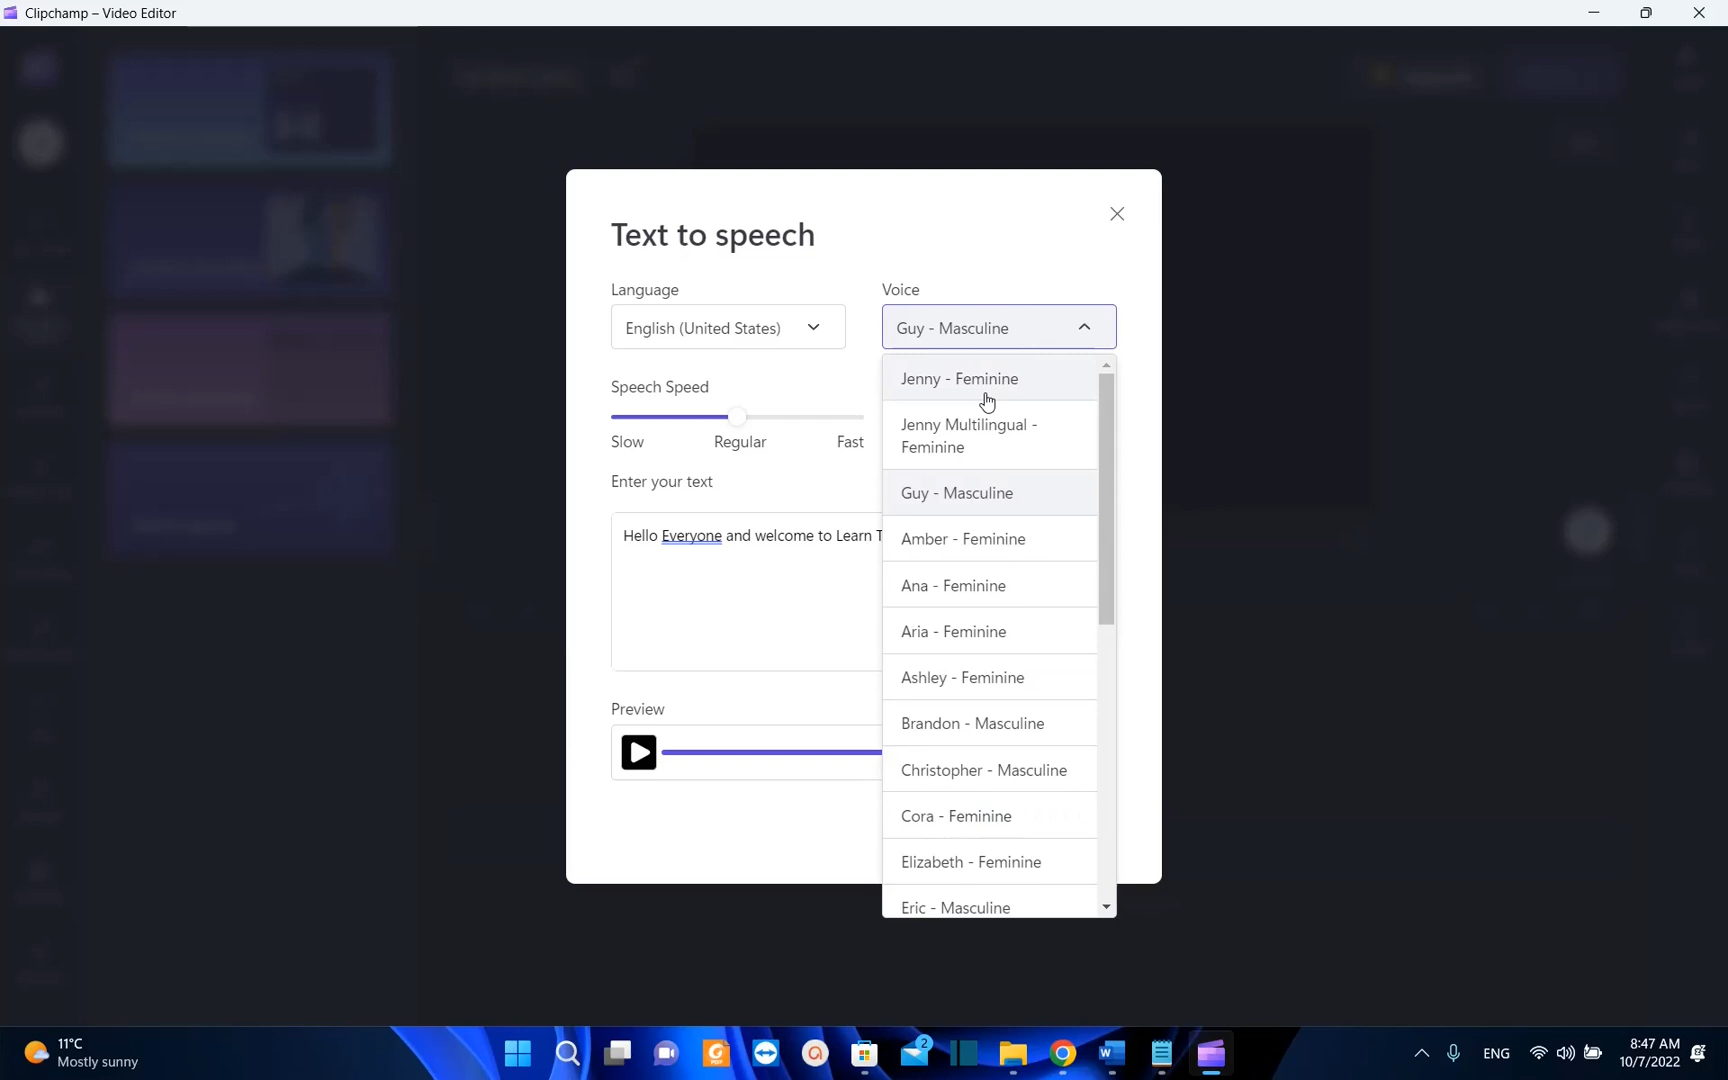 Clipchamp – Video Editor
Text to speech
Language
Voice
English (United States)
Guy - Masculine
Jenny - Feminine
Speech Speed
Jenny Multilingual -
Feminine
Slow
Regular
Fast
Enter your text
Guy - Masculine
Hello Everyone and welcome to Learn T
Amber - Feminine
Ana - Feminine
Aria - Feminine
Ashley - Feminine
Preview
Brandon - Masculine
Christopher - Masculine
Cora - Feminine
Elizabeth - Feminine
Eric - Masculine
11°C
Mostly sunny
2
ENG
8:47 AM
10/7/2022